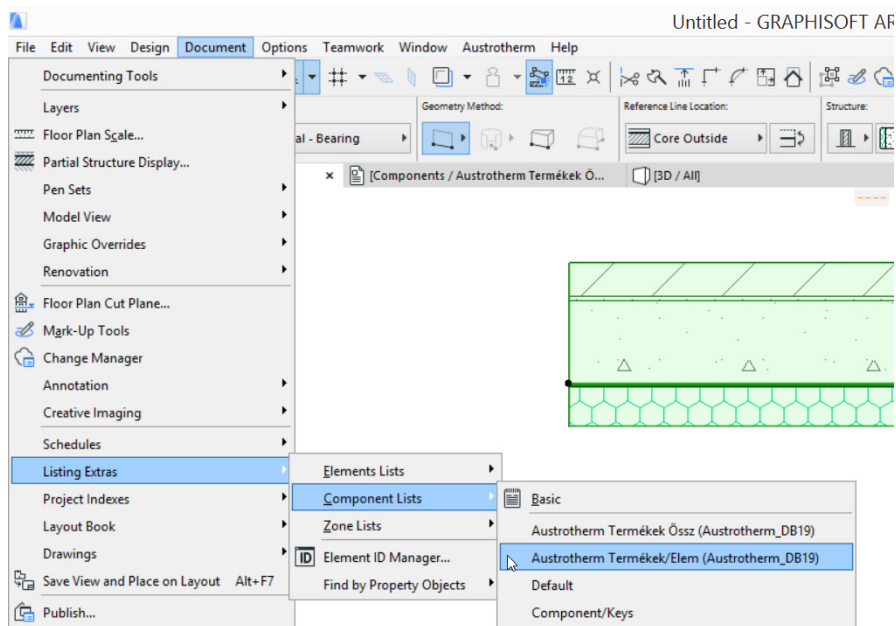 Untitled - GRAPHISOFT AR
File Edit View Design Document Options Teamwork Window Austrotherm Help
Documenting Tools
Layers
Floor Plan Scale...
Partial Structure Display...
Pen Sets
Model View
Graphic Overrides
Renovation
Floor Plan Cut Plane...
Mark-Up Tools
Change Manager
Annotation
Creative Imaging
Schedules
Listing Extras
Project Indexes
Layout Book
Drawings
Save View and Place on Layout Alt+F7
Publish...
Geometry Method: Reference Line Location: Structure:
al - Bearing Core Outside
[Components / Austrotherm Termékek Ö... [3D / All]
Elements Lists
Component Lists
Zone Lists
ID Element ID Manager...
Find by Property Objects
Basic
Austrotherm Termékek Össz (Austrotherm_DB19)
Austrotherm Termékek/Elem (Austrotherm_DB19)
Default
Component/Keys